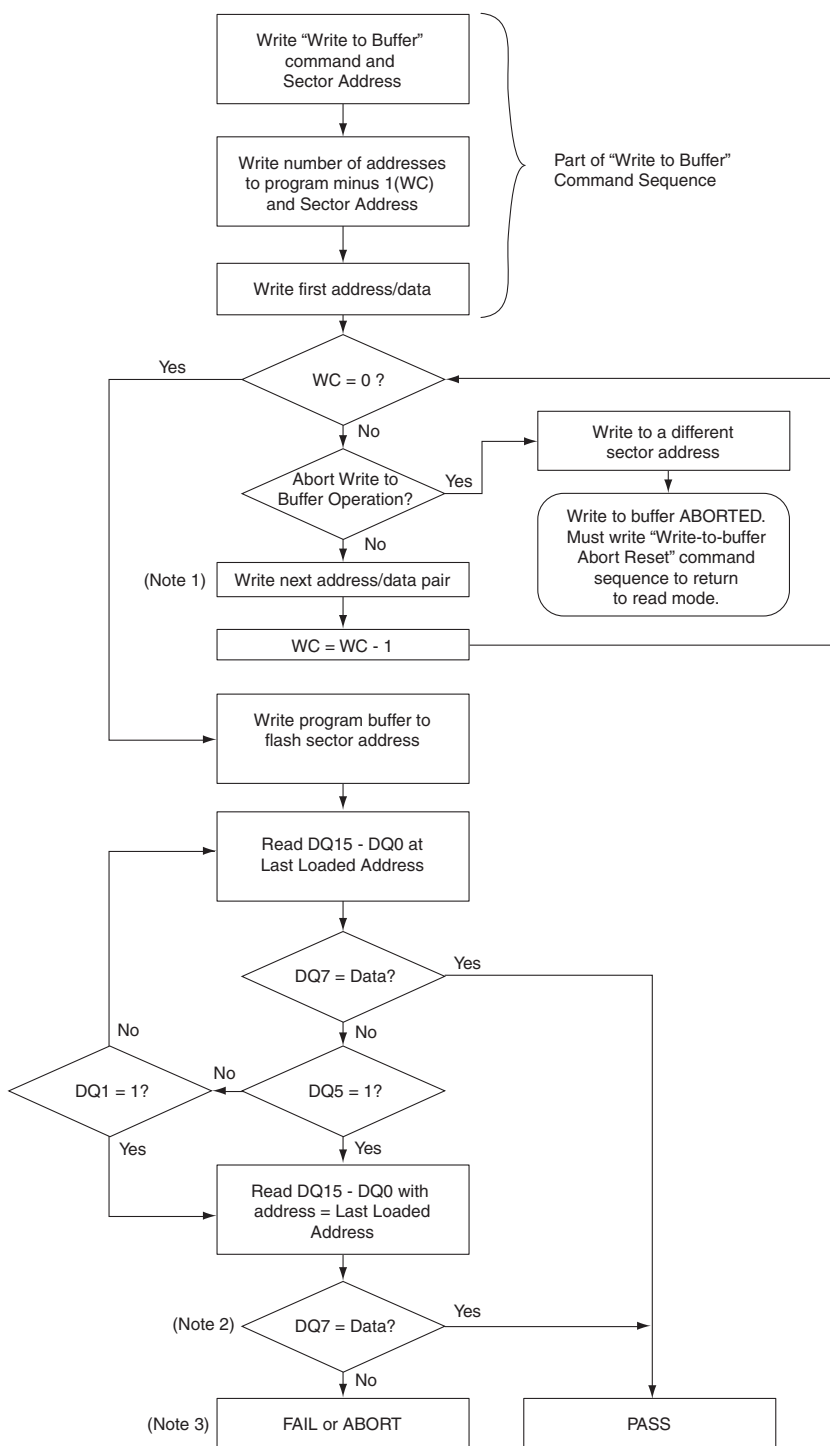 Write “Write to Buffer”
command and
Sector Address
Write number of addresses
to program minus 1(WC)
and Sector Address
Part of “Write to Buffer”
Command Sequence
Write first address/data
Yes
WC = 0 ?
No
Write to a different
sector address
Abort Write to
Buffer Operation?
Yes
Write to buffer ABORTED.
Must write “Write-to-buffer
Abort Reset” command
sequence to return
to read mode.
No
(Note 1)
Write next address/data pair
WC = WC - 1
Write program buffer to
flash sector address
Read DQ15 - DQ0 at
Last Loaded Address
DQ7 = Data?
Yes
No
No
DQ1 = 1?
No
DQ5 = 1?
Yes
Yes
Read DQ15 - DQ0 with
address = Last Loaded
Address
(Note 2)
DQ7 = Data?
Yes
No
(Note 3)
FAIL or ABORT
PASS